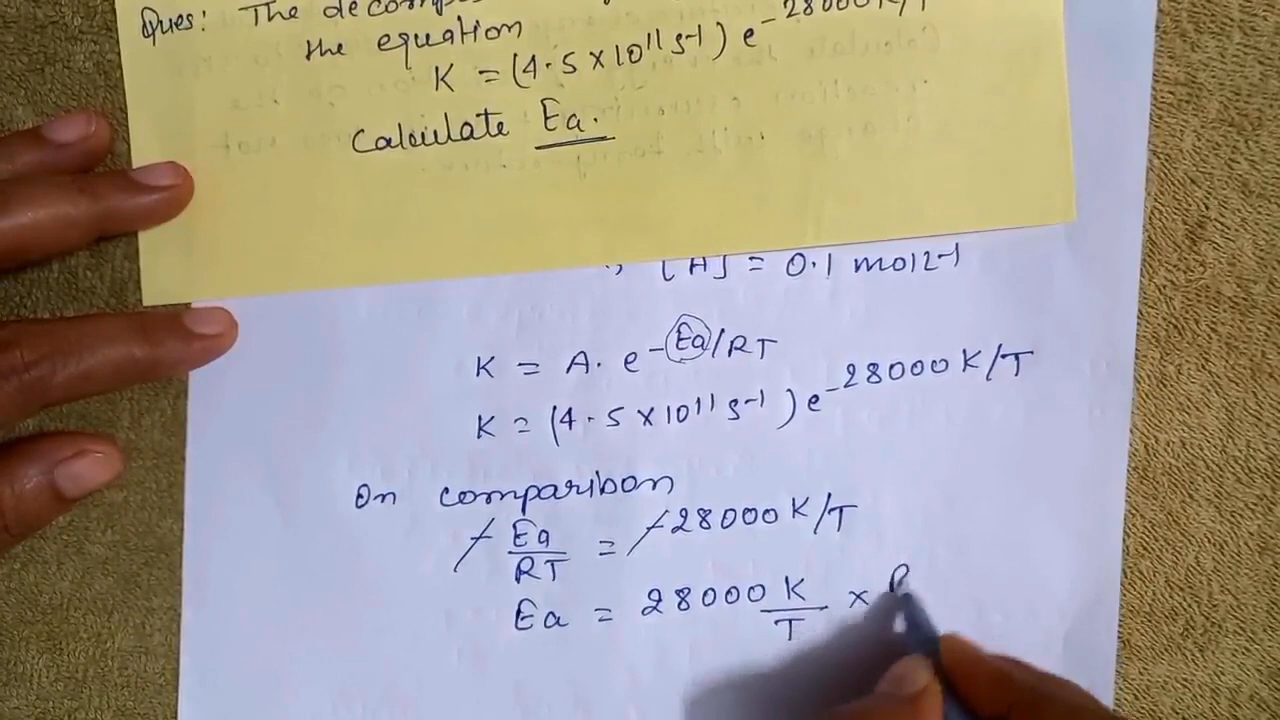 Ques: The
the equation
K = (4.5 × 10¹¹ s⁻¹) e⁻²⁸⁰⁰⁰ ᴷ/ᵀ
Calculate Ea.
[A] = 0.1 mol L-1
K = A. e^-Ea/RT
K = (4.5 × 10¹¹ s⁻¹) e^-28000 K/T
On comparison
- Ea/RT = - 28000 K/T
Ea = 28000 K/T ×